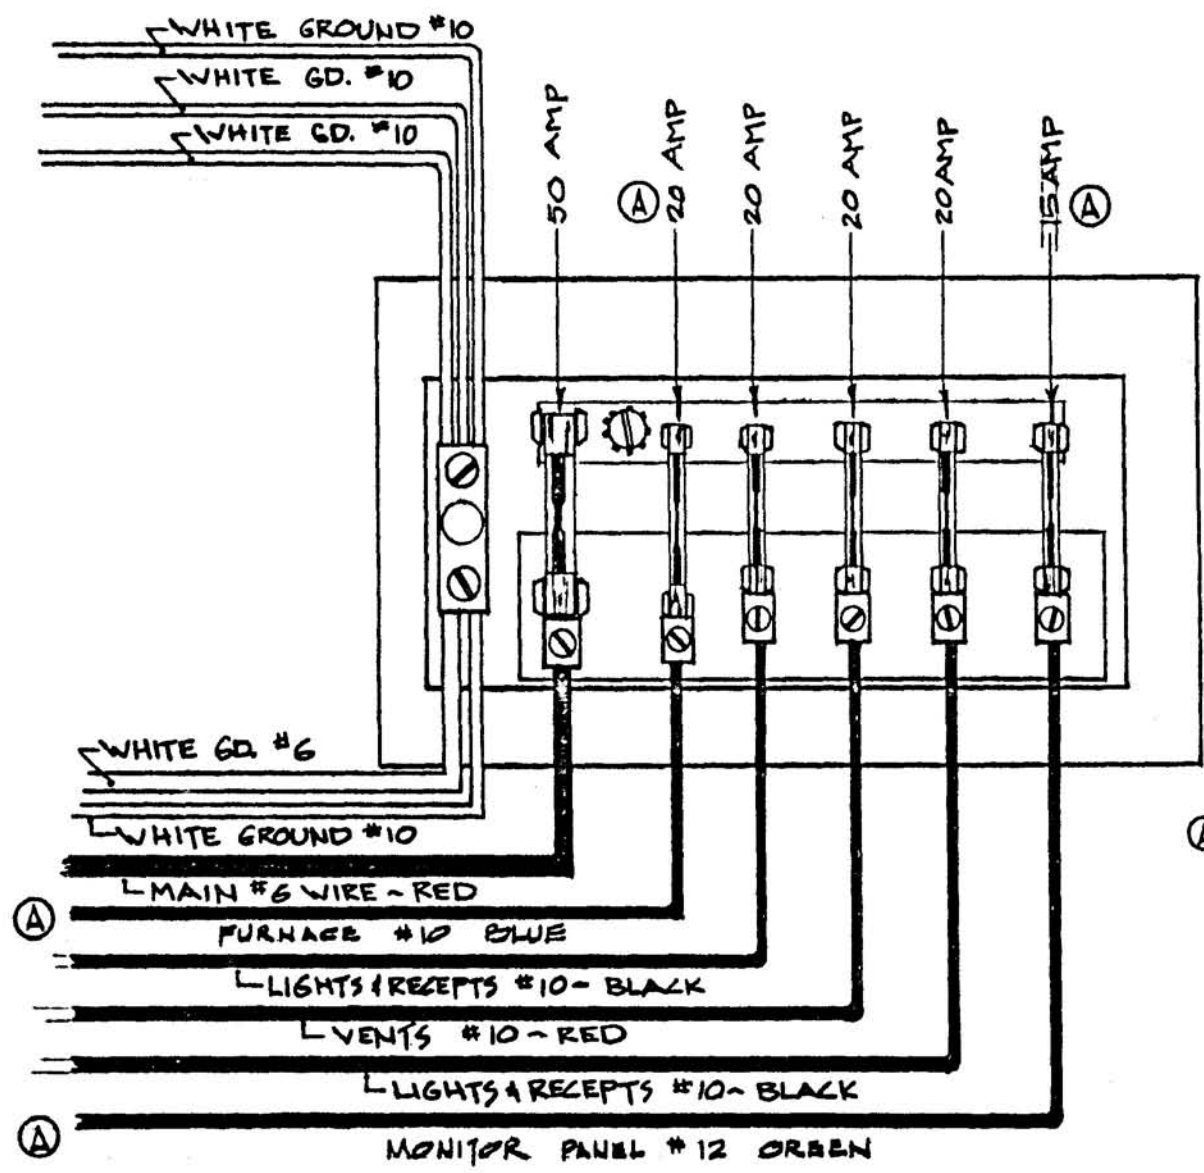 WHITE GROUND #10
WHITE GD. #10
WHITE GD. #10
50 AMP
A
20 AMP
20 AMP
20 AMP
20 AMP
15 AMP
A
WHITE GD. #6
WHITE GROUND #10
MAIN #6 WIRE ~ RED
A
FURNACE #10 BLUE
LIGHTS & RECEPTS #10 ~ BLACK
VENTS #10 ~ RED
LIGHTS & RECEPTS #10 ~ BLACK
A
MONITOR PANEL #12 GREEN